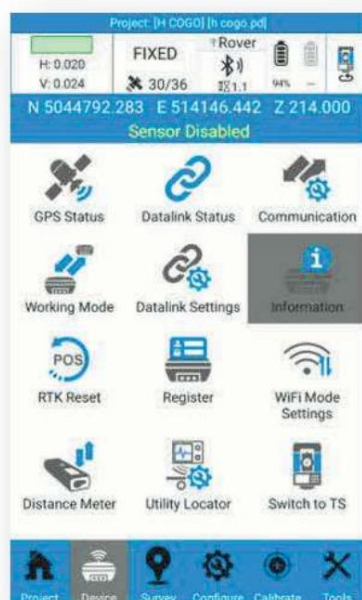 Project: [H COGO] [h cogo.pd]
H: 0.020
V: 0.024
FIXED
30/36
Rover
1.1
94%
--
N 5044792.283 E 514146.442 Z 214.000
Sensor Disabled
GPS Status
Datalink Status
Communication
Working Mode
Datalink Settings
Information
POS
RTK Reset
Register
WiFi Mode
Settings
Distance Meter
Utility Locator
Switch to TS
Project
Device
Survey
Configure
Calibrate
Tools